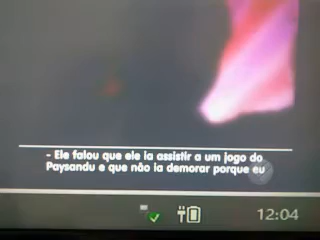 - Ele falou que ele ia assistir a um jogo do
Paysandu e que não ia demorar porque eu
12:04